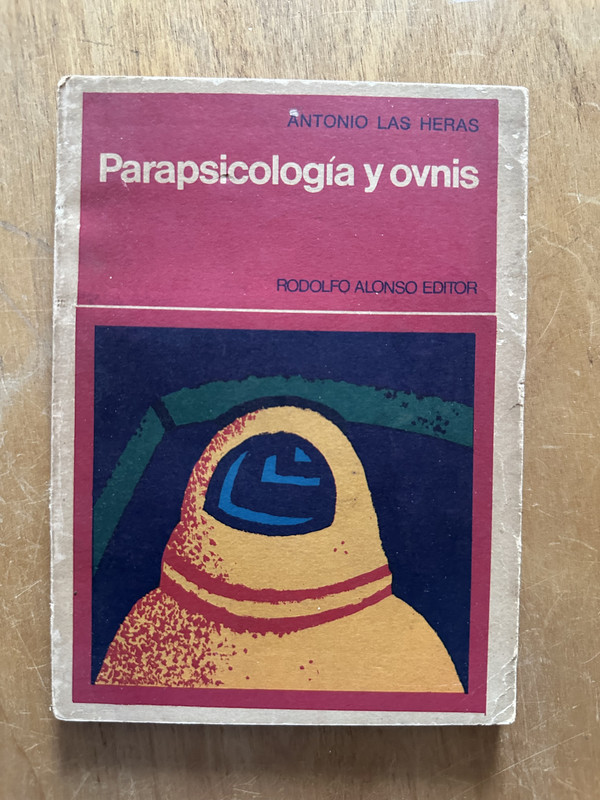 ANTONIO LAS HERAS
Parapsicología y ovnis
RODOLFO ALONSO EDITOR